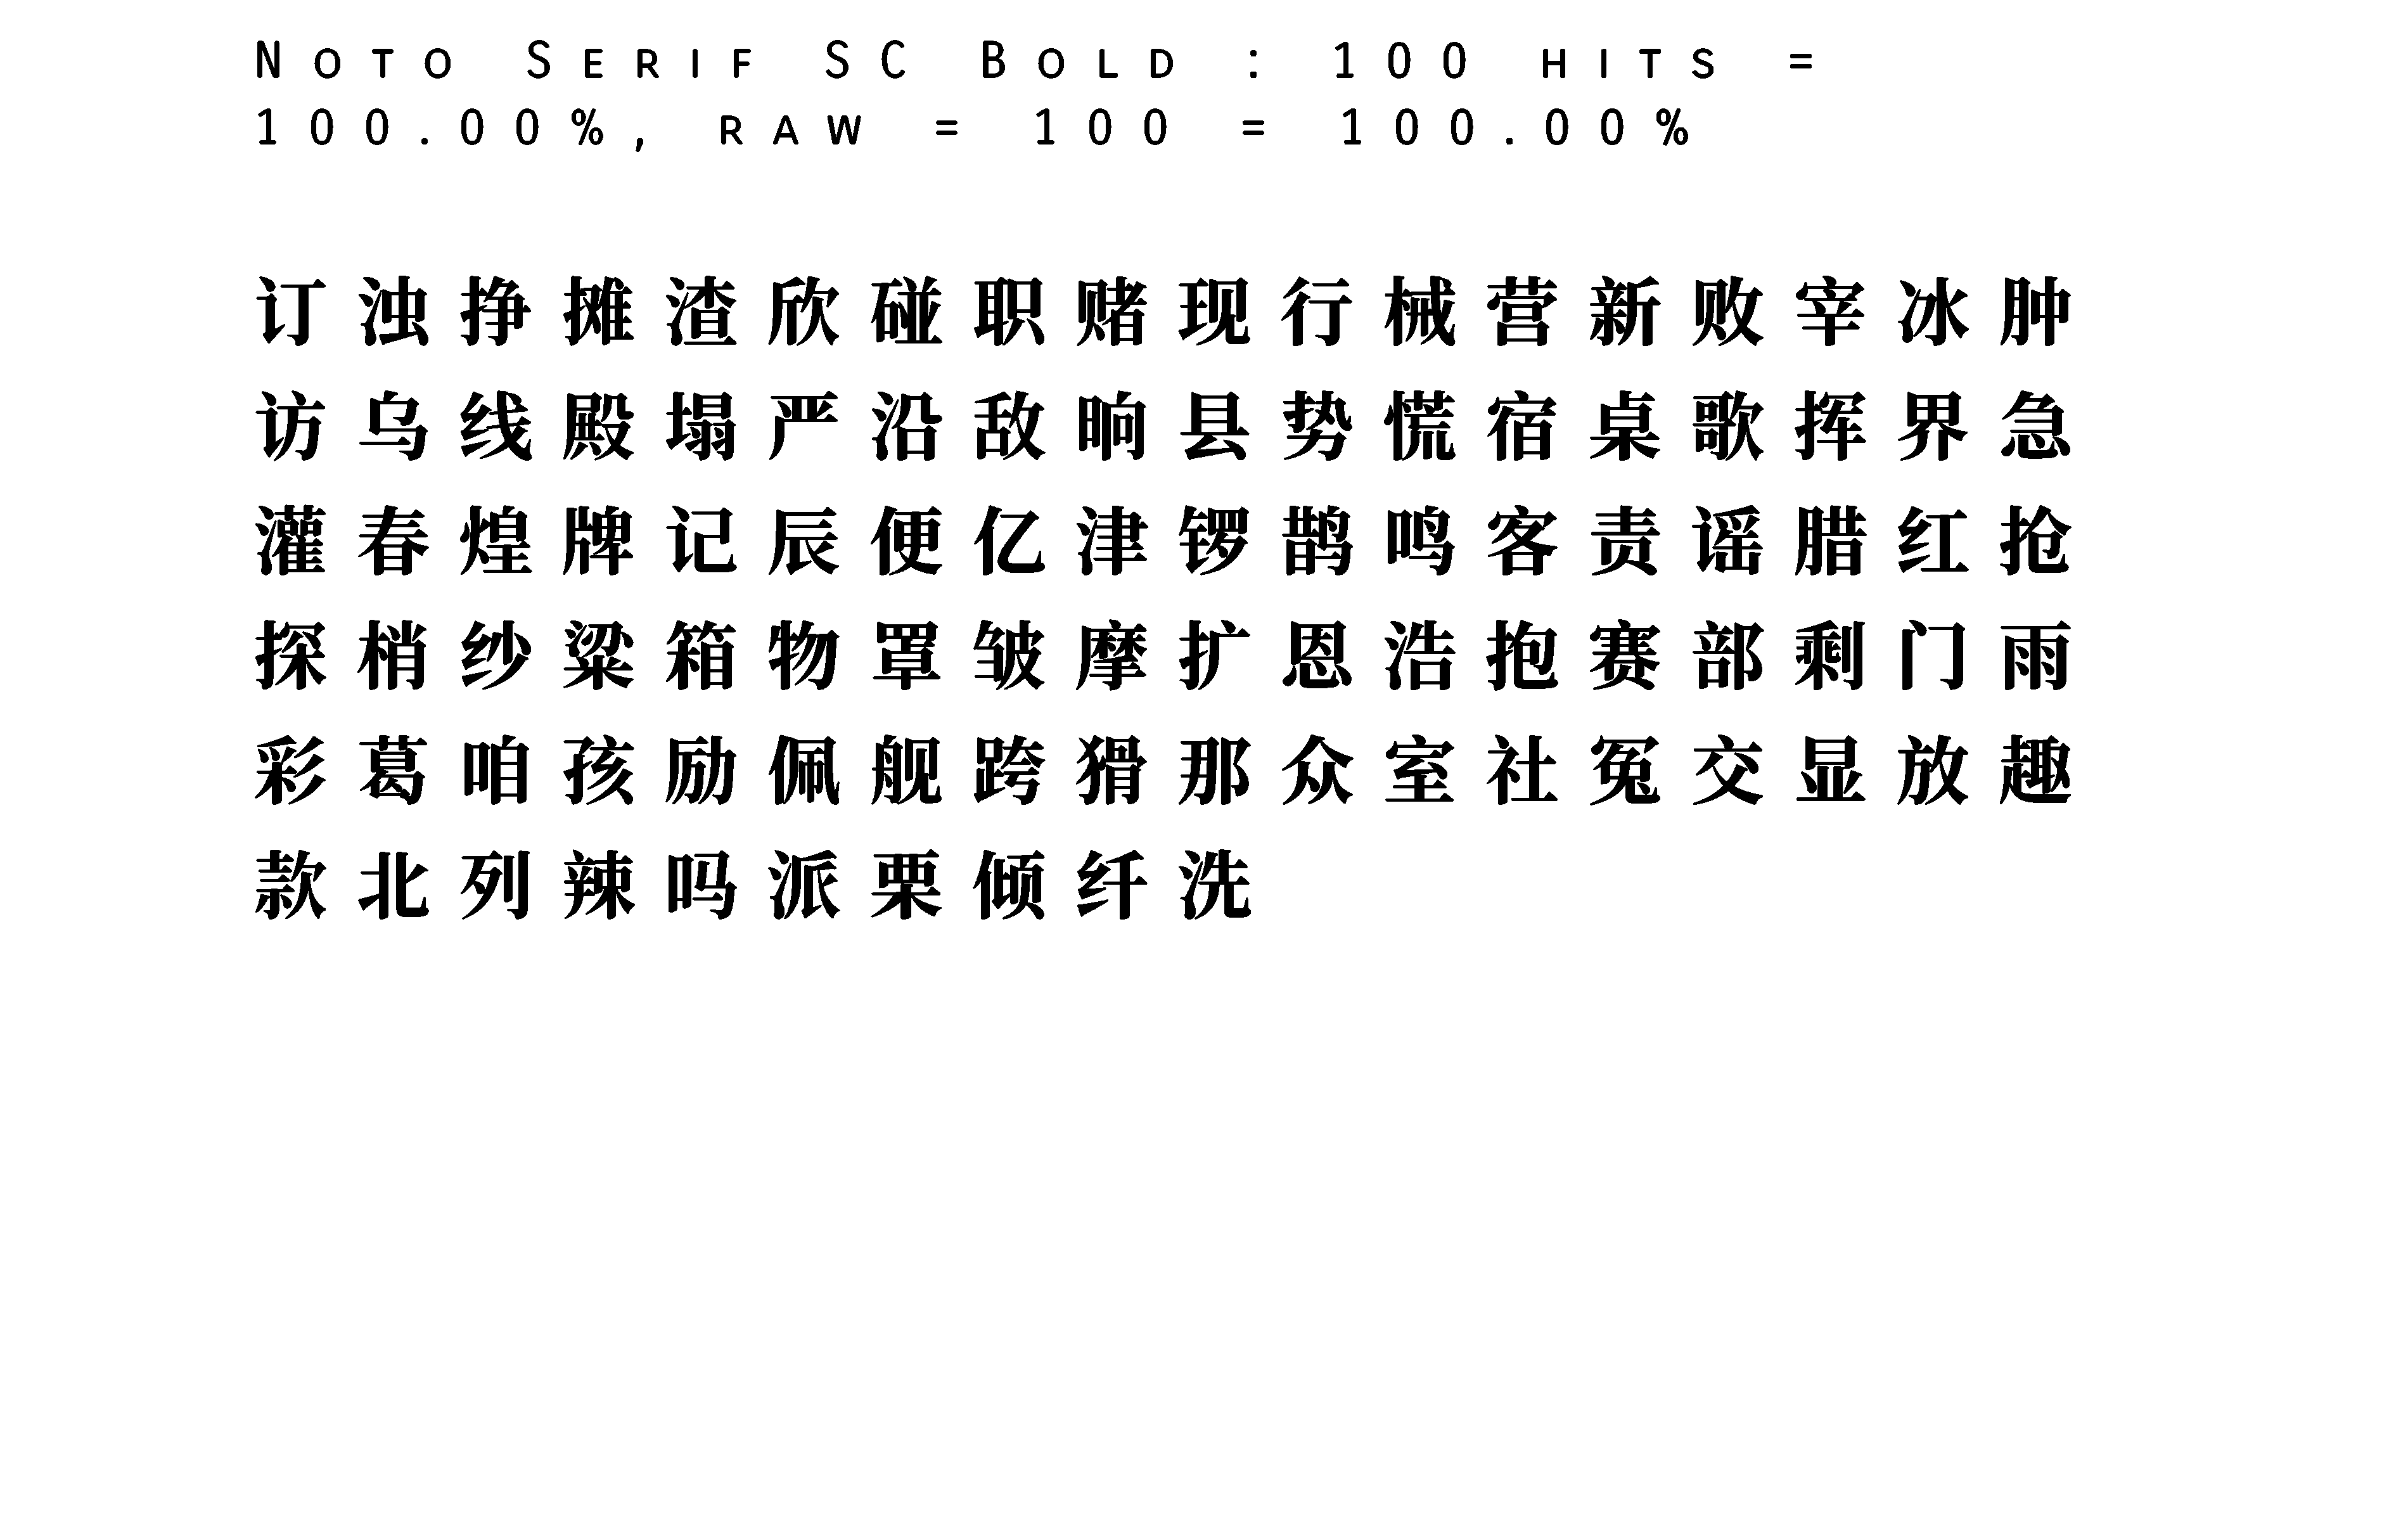 Noto Serif SC Bold : 100 hits =
100.00%, raw = 100 = 100.00%
订浊挣摊渣欣碰职赌现行械营新败宰冰肿
访乌线殿塌严沿敌晌县势慌宿桌歌挥界急
灌春煌牌记辰便亿津锣鹊鸣客责谣腊红抢
探梢纱粱箱物罩皱摩扩恩浩抱赛部剩门雨
彩葛咱孩励佩舰跨猾那众室社冤交显放趣
款北列辣吗派栗倾纤洗